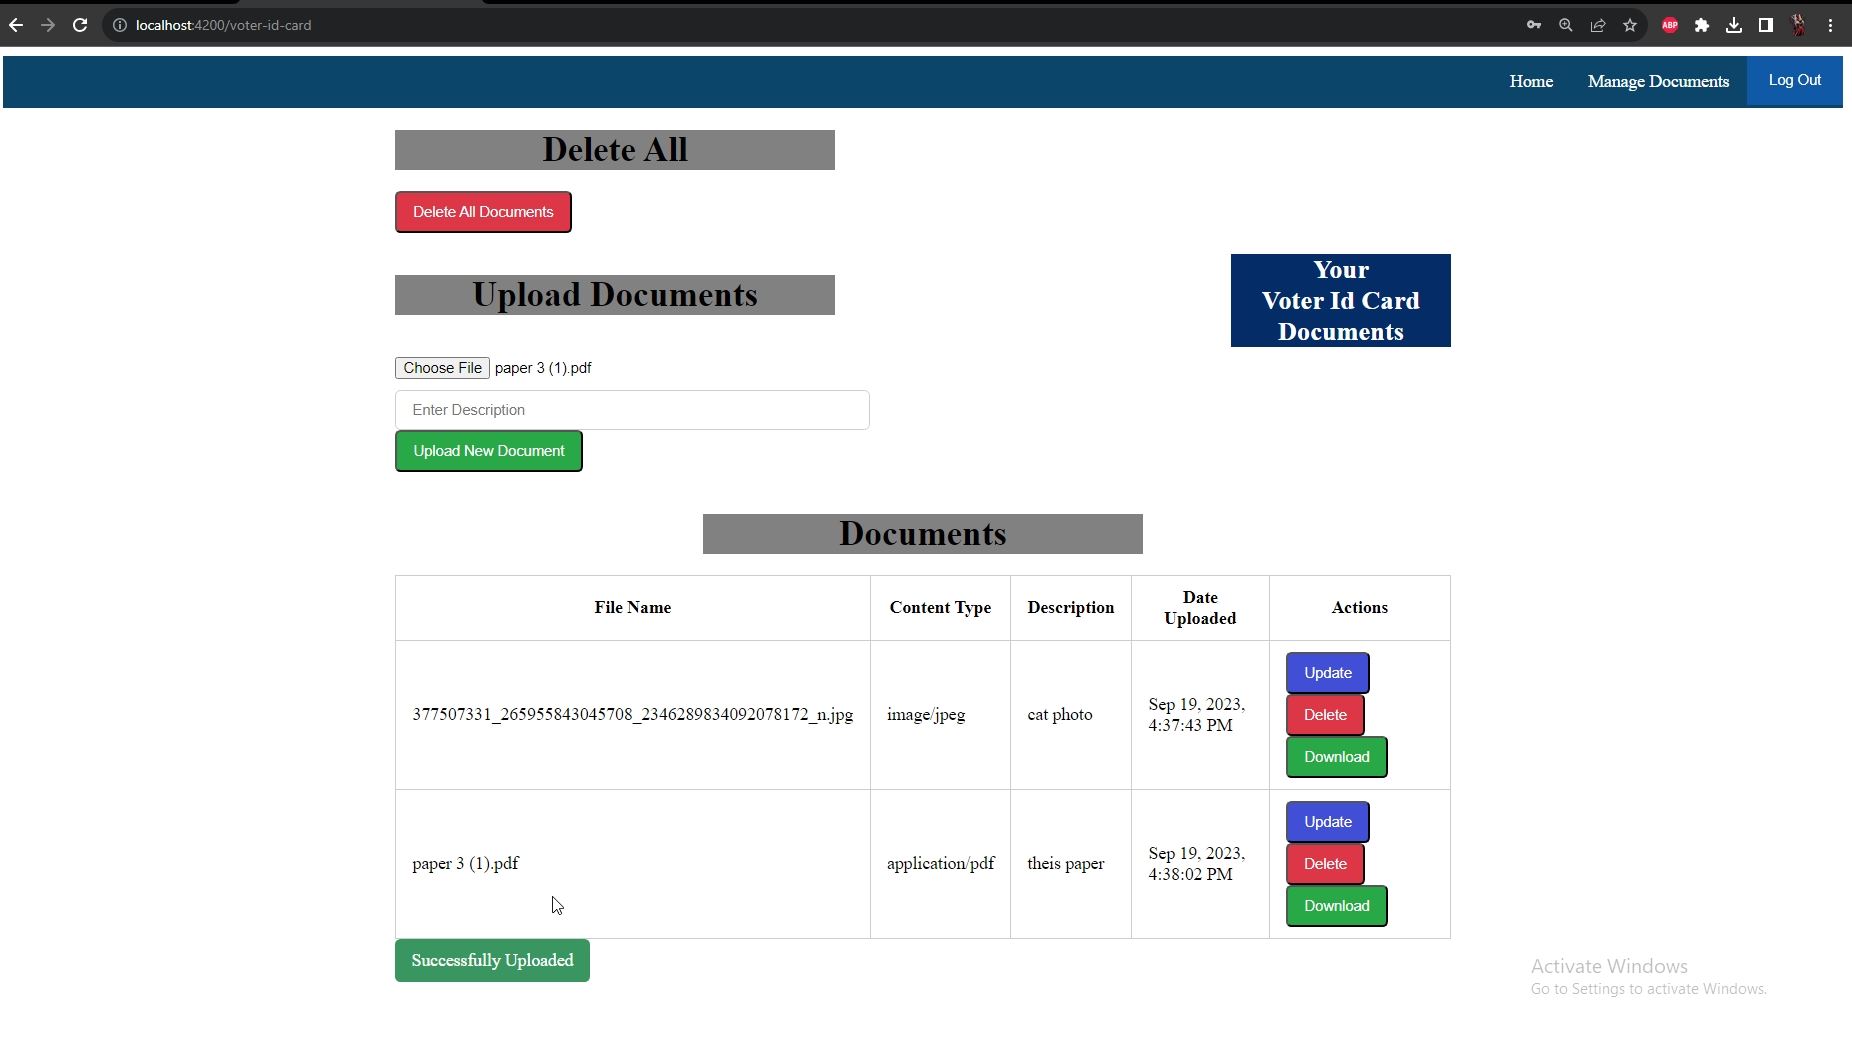 localhost:4200/voter-id-card
ABP
Home Manage Documents Log Out
Delete All
Delete All Documents
Upload Documents
Your
Voter Id Card
Documents
Choose File paper 3 (1).pdf
Enter Description
Upload New Document
Documents
File Name Content Type Description Date Uploaded Actions
377507331_265955843045708_2346289834092078172_n.jpg image/jpeg cat photo Sep 19, 2023, 4:37:43 PM
Update
Delete
Download
paper 3 (1).pdf application/pdf theis paper Sep 19, 2023, 4:38:02 PM
Update
Delete
Download
Successfully Uploaded
Activate Windows
Go to Settings to activate Windows.